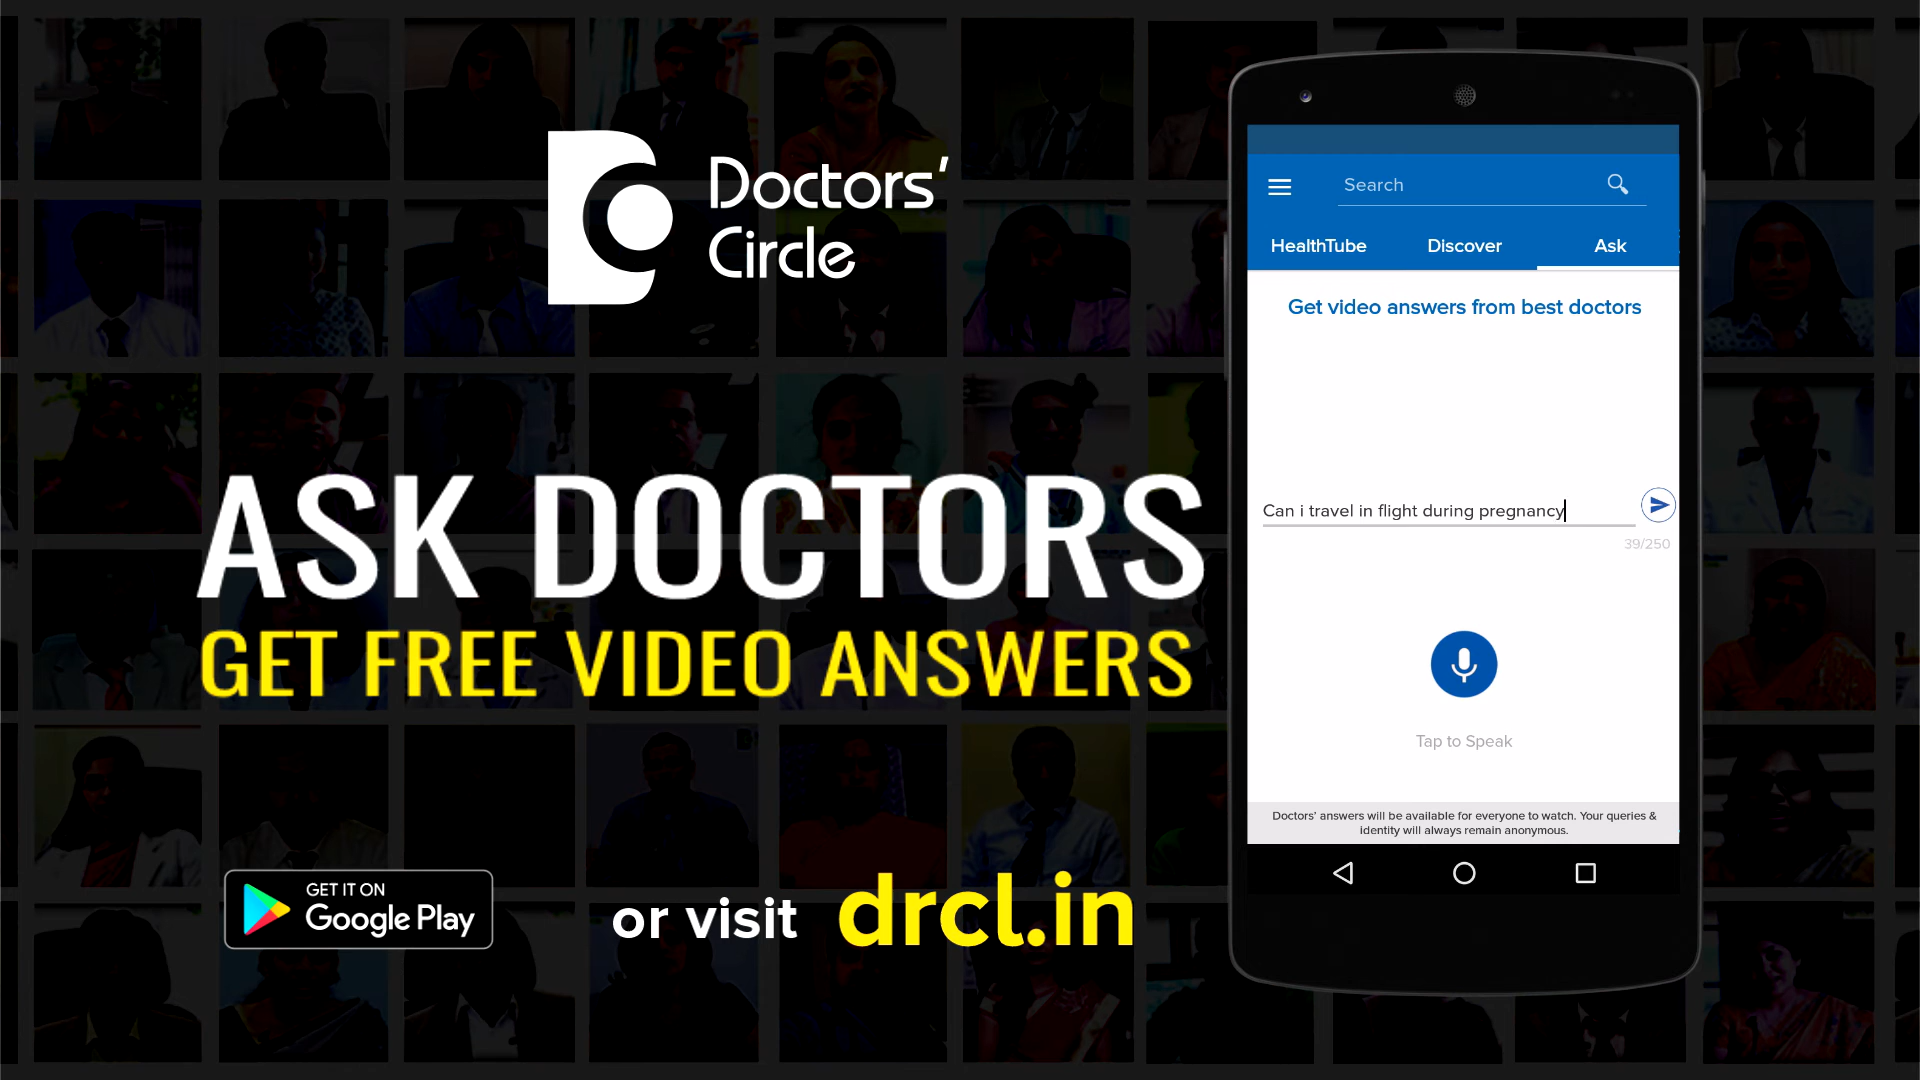 Doctors'
Circle
ASK DOCTORS
GET FREE VIDEO ANSWERS
GET IT ON
Google Play
or visit drcl.in
Search
HealthTube Discover Ask
Get video answers from best doctors
Can i travel in flight during pregnancy
39/250
Tap to Speak
Doctors' answers will be available for everyone to watch. Your queries &
identity will always remain anonymous.